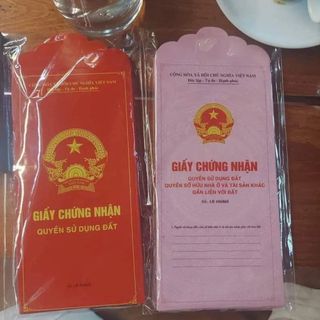 CỘNG HÒA XÃ HỘI CHỦ NGHĨA VIỆT NAM
GIẤY CHỨNG NHẬN
QUYỀN SỬ DỤNG ĐẤT
CỘNG HÒA XÃ HỘI CHỦ NGHĨA VIỆT NAM
Độc lập - Tự do - Hạnh phúc
GIẤY CHỨNG NHẬN
QUYỀN SỬ DỤNG ĐẤT
QUYỀN SỞ HỮU NHÀ Ở VÀ TÀI SẢN KHÁC
GẮN LIỀN VỚI ĐẤT